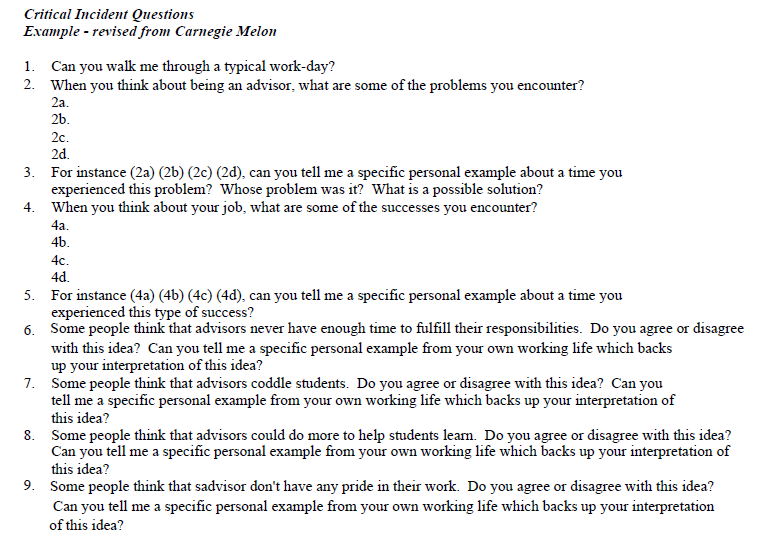 Critical Incident Questions
Example - revised from Carnegie Melon
1. Can you walk me through a typical work-day?
2. When you think about being an advisor, what are some of the problems you encounter?
2a.
2b.
2c.
2d.
3. For instance (2a) (2b) (2c) (2d), can you tell me a specific personal example about a time you
experienced this problem? Whose problem was it? What is a possible solution?
4. When you think about your job, what are some of the successes you encounter?
4a.
4b.
4c.
4d.
5. For instance (4a) (4b) (4c) (4d), can you tell me a specific personal example about a time you
experienced this type of success?
6. Some people think that advisors never have enough time to fulfill their responsibilities. Do you agree or disagree
with this idea? Can you tell me a specific personal example from your own working life which backs
up your interpretation of this idea?
7. Some people think that advisors coddle students. Do you agree or disagree with this idea? Can you
tell me a specific personal example from your own working life which backs up your interpretation of
this idea?
8. Some people think that advisors could do more to help students learn. Do you agree or disagree with this idea?
Can you tell me a specific personal example from your own working life which backs up your interpretation of
this idea?
9. Some people think that sadvisor don't have any pride in their work. Do you agree or disagree with this idea?
Can you tell me a specific personal example from your own working life which backs up your interpretation
of this idea?